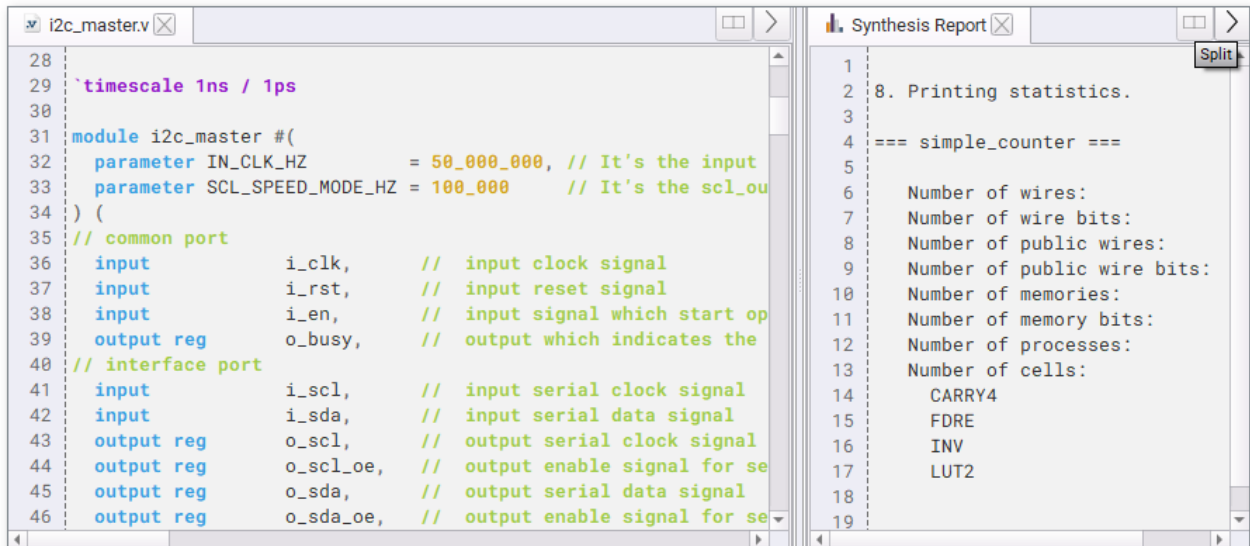 i2c_master.v
28
29 `timescale 1ns / 1ps
30
31 module i2c_master #(
32 parameter IN_CLK_HZ = 50_000_000, // It's the input
33 parameter SCL_SPEED_MODE_HZ = 100_000 // It's the scl_ou
34 ) (
35 // common port
36 input i_clk, // input clock signal
37 input i_rst, // input reset signal
38 input i_en, // input signal which start op
39 output reg o_busy, // output which indicates the
40 // interface port
41 input i_scl, // input serial clock signal
42 input i_sda, // input serial data signal
43 output reg o_scl, // output serial clock signal
44 output reg o_scl_oe, // output enable signal for se
45 output reg o_sda, // output serial data signal
46 output reg o_sda_oe, // output enable signal for se
Synthesis Report
Split
1
2 8. Printing statistics.
3
4 === simple_counter ===
5
6 Number of wires:
7 Number of wire bits:
8 Number of public wires:
9 Number of public wire bits:
10 Number of memories:
11 Number of memory bits:
12 Number of processes:
13 Number of cells:
14 CARRY4
15 FDRE
16 INV
17 LUT2
18
19